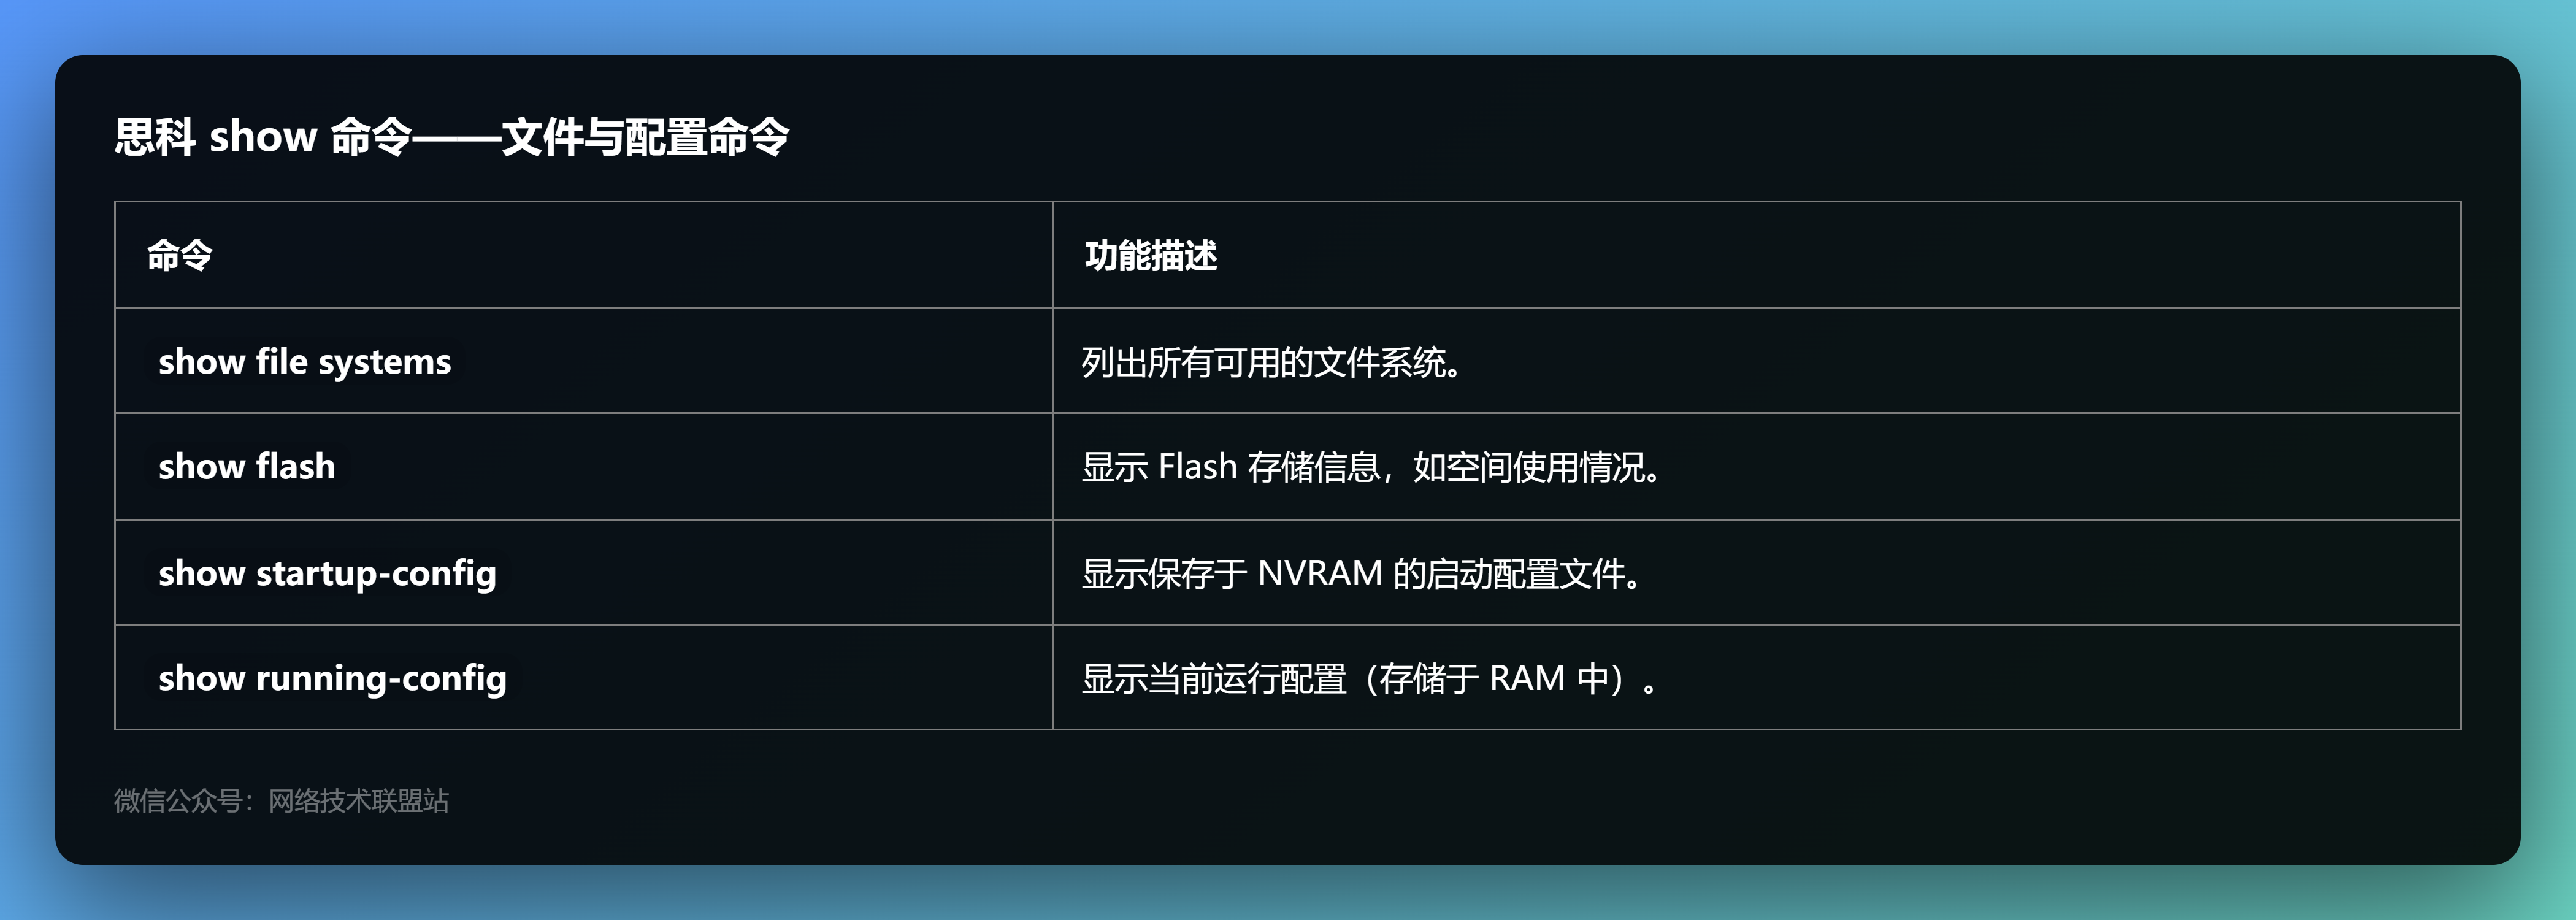 思科 show 命令——文件与配置命令
命令 功能描述
show file systems 列出所有可用的文件系统。
show flash 显示 Flash 存储信息，如空间使用情况。
show startup-config 显示保存于 NVRAM 的启动配置文件。
show running-config 显示当前运行配置（存储于 RAM 中）。
微信公众号：网络技术联盟站